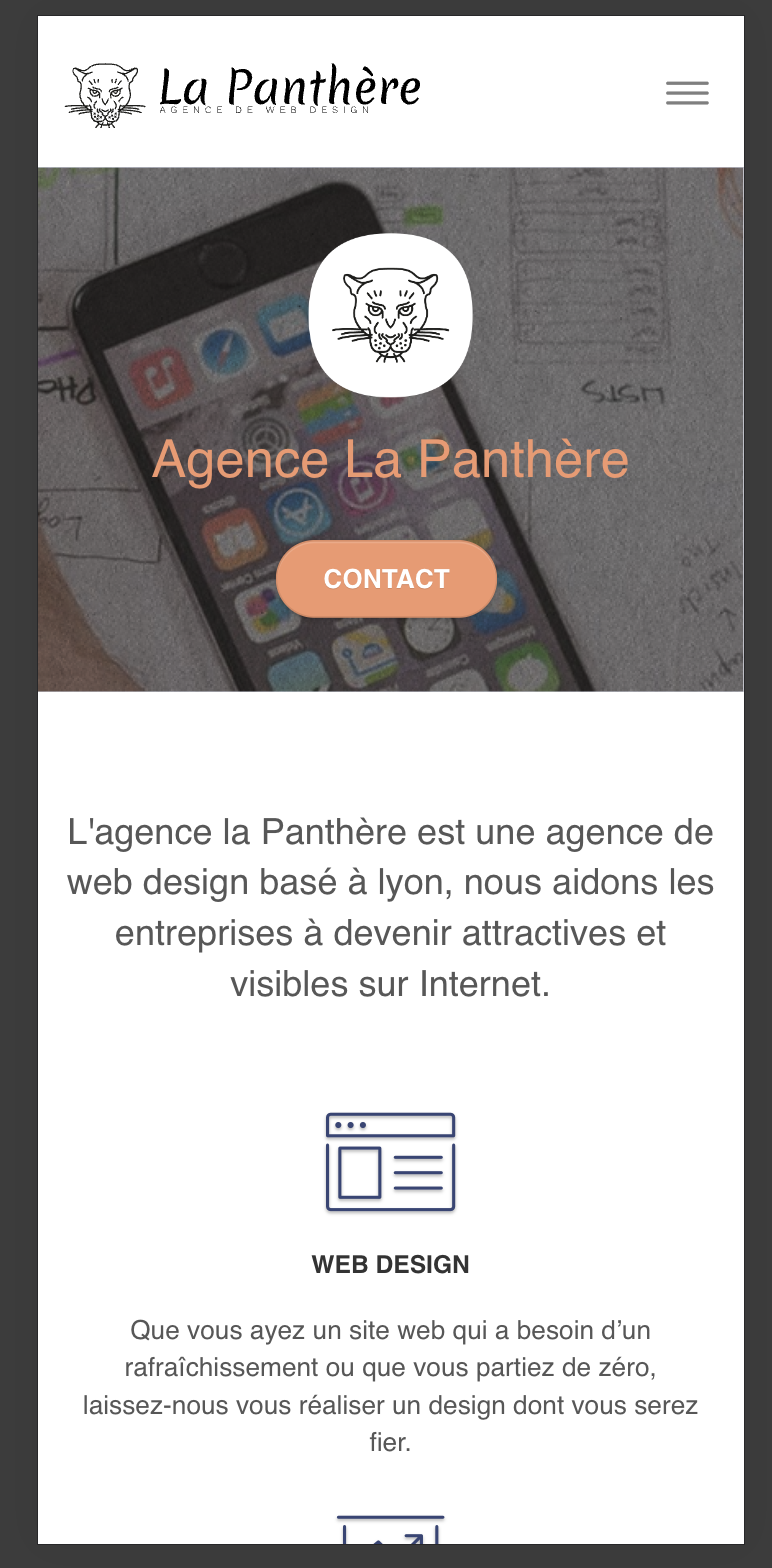 La Panthère
AGENCE DE WEB DESIGN
LISTS
Agence La Panthère
CONTACT
L'agence la Panthère est une agence de
web design basé à lyon, nous aidons les
entreprises à devenir attractives et
visibles sur Internet.
WEB DESIGN
Que vous ayez un site web qui a besoin d’un
rafraîchissement ou que vous partiez de zéro,
laissez-nous vous réaliser un design dont vous serez
fier.